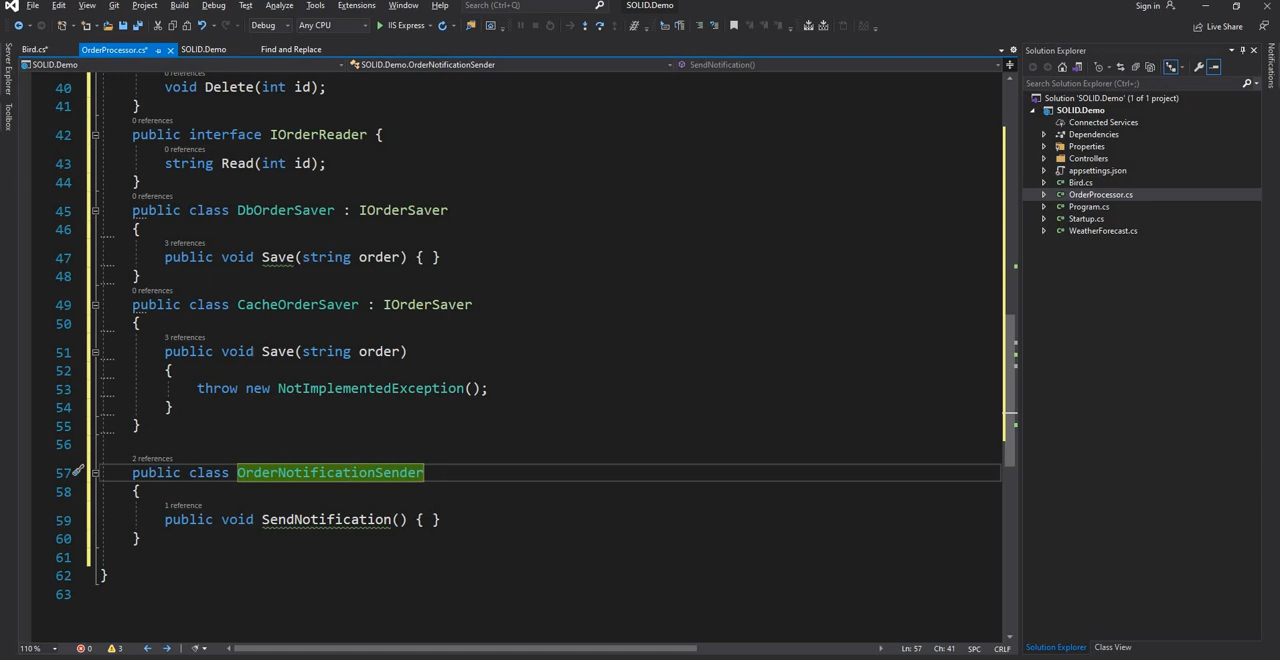 File Edit View Git Project Build Debug Test Analyze Tools Extensions Window Help Search (Ctrl+Q) SOLID.Demo Sign in
Debug Any CPU IIS Express Live Share
Bird.cs* OrderProcessor.cs* SOLID.Demo Find and Replace
SOLID.Demo SOLID.Demo.OrderNotificationSender SendNotification()
Server Explorer
Toolbox
0 references
40 void Delete(int id);
41 }
0 references
42 public interface IOrderReader {
0 references
43 string Read(int id);
44 }
0 references
45 public class DbOrderSaver : IOrderSaver
46 {
3 references
47 public void Save(string order) { }
48 }
0 references
49 public class CacheOrderSaver : IOrderSaver
50 {
3 references
51 public void Save(string order)
52 {
53 throw new NotImplementedException();
54 }
55 }
56
2 references
57 public class OrderNotificationSender
58 {
1 reference
59 public void SendNotification() { }
60 }
61
62 }
63
110 % 0 3 Ln: 57 Ch: 41 SPC CRLF
Solution Explorer
Search Solution Explorer (Ctrl+;)
Solution 'SOLID.Demo' (1 of 1 project)
SOLID.Demo
Connected Services
Dependencies
Properties
Controllers
appsettings.json
Bird.cs
OrderProcessor.cs
Program.cs
Startup.cs
WeatherForecast.cs
Solution Explorer Class View
Notifications